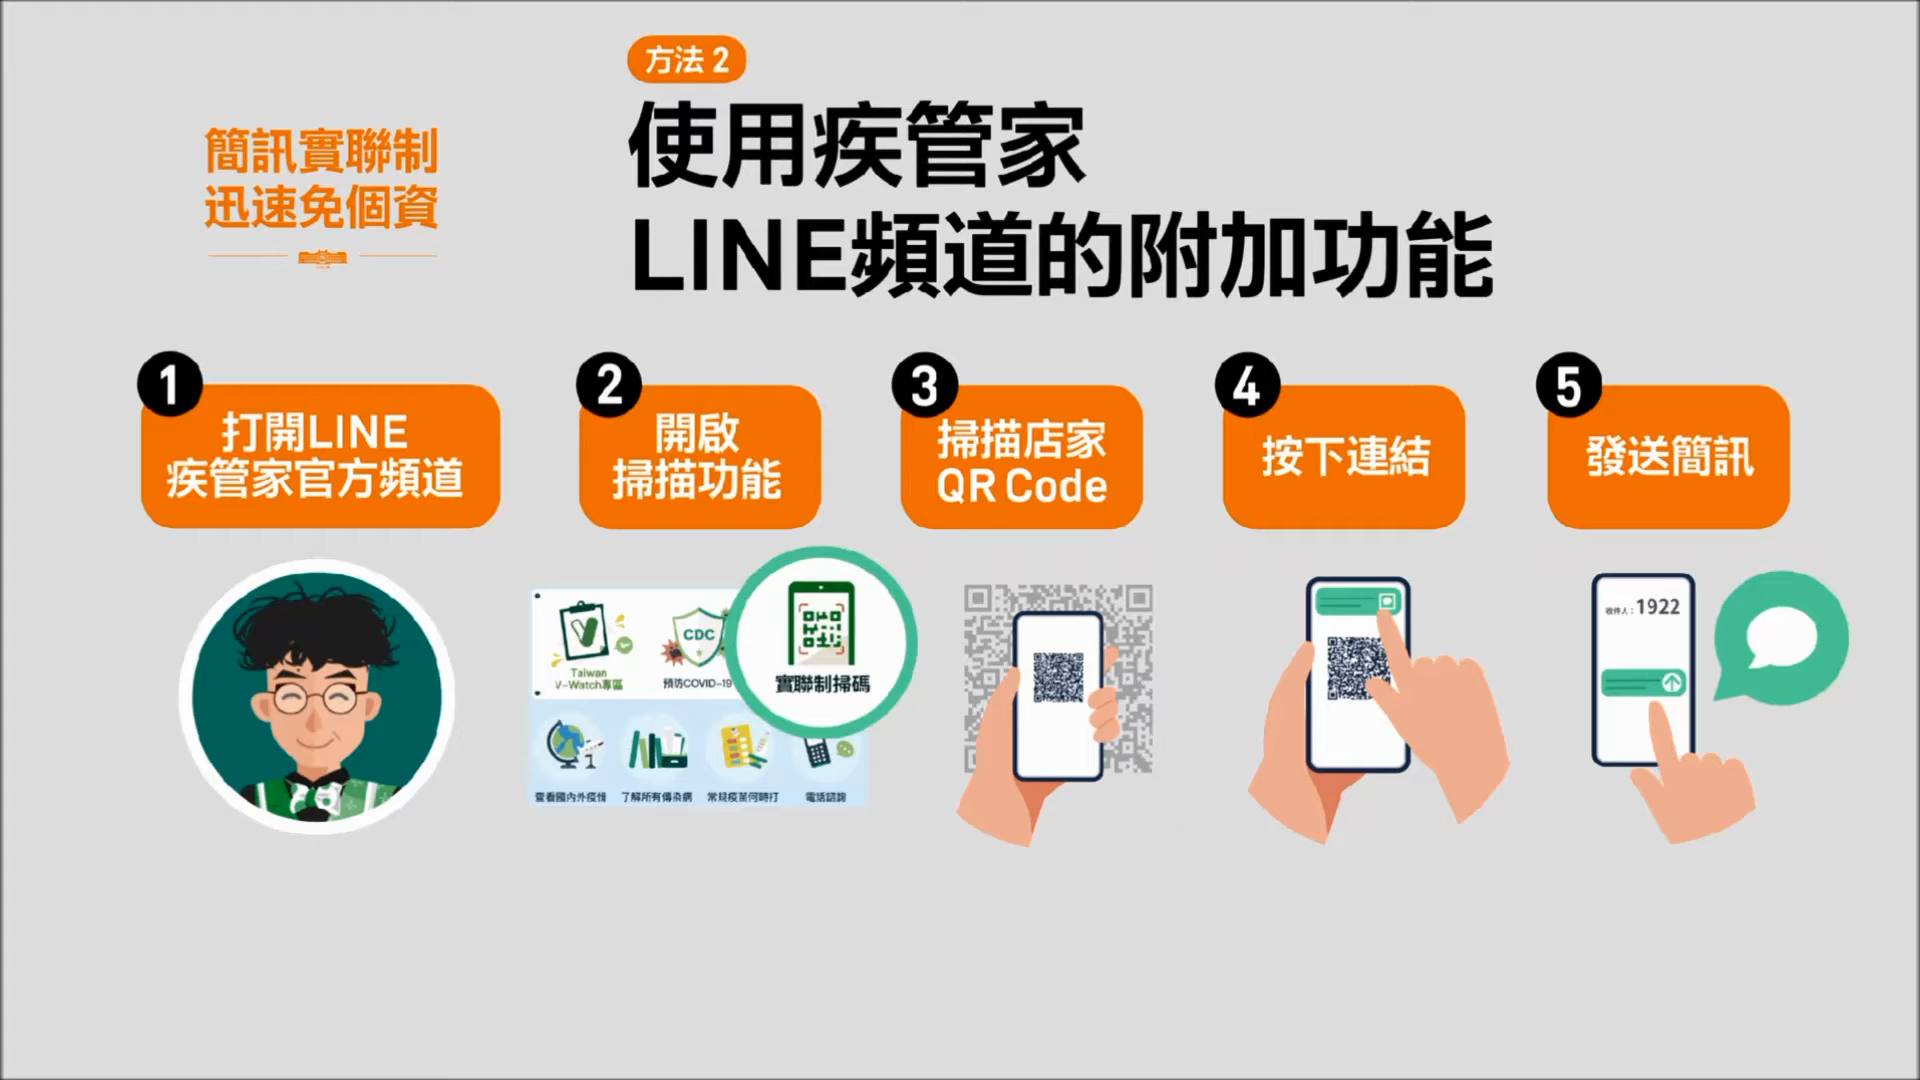 方法 2
簡訊實聯制
迅速免個資
使用疾管家
LINE頻道的附加功能
1
打開LINE
疾管家官方頻道
2
開啟
掃描功能
3
掃描店家
QR Code
4
按下連結
5
發送簡訊
Taiwan
V-Watch專區
CDC
預防COVID-19
實聯制掃碼
查看國內外疫情
了解所有傳染病
常規疫苗何時打
電話諮詢
收件人：1922